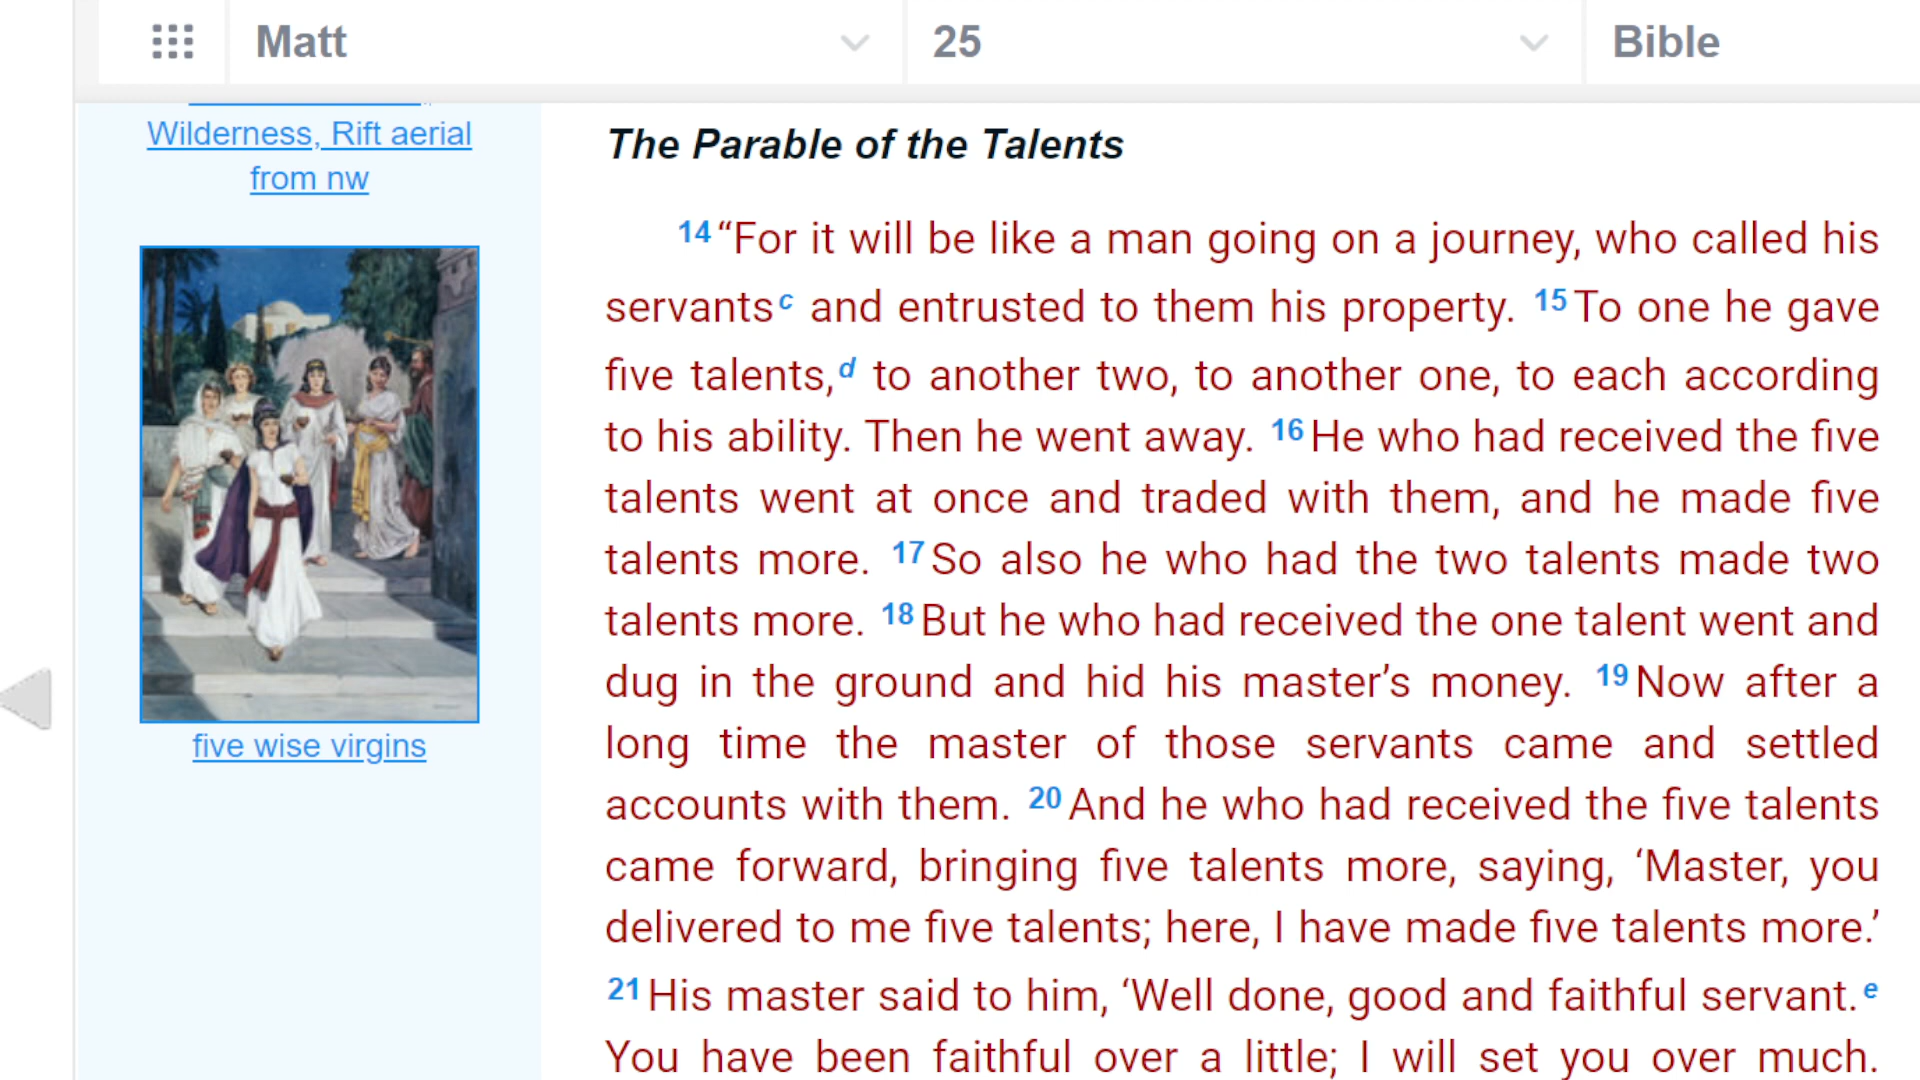 Matt
25
Bible
Wilderness, Rift aerial
from nw
five wise virgins
The Parable of the Talents
14 “For it will be like a man going on a journey, who called his
servants c and entrusted to them his property. 15 To one he gave
five talents, d to another two, to another one, to each according
to his ability. Then he went away. 16 He who had received the five
talents went at once and traded with them, and he made five
talents more. 17 So also he who had the two talents made two
talents more. 18 But he who had received the one talent went and
dug in the ground and hid his master’s money. 19 Now after a
long time the master of those servants came and settled
accounts with them. 20 And he who had received the five talents
came forward, bringing five talents more, saying, ‘Master, you
delivered to me five talents; here, I have made five talents more.’
21 His master said to him, ‘Well done, good and faithful servant. e
You have been faithful over a little; I will set you over much.